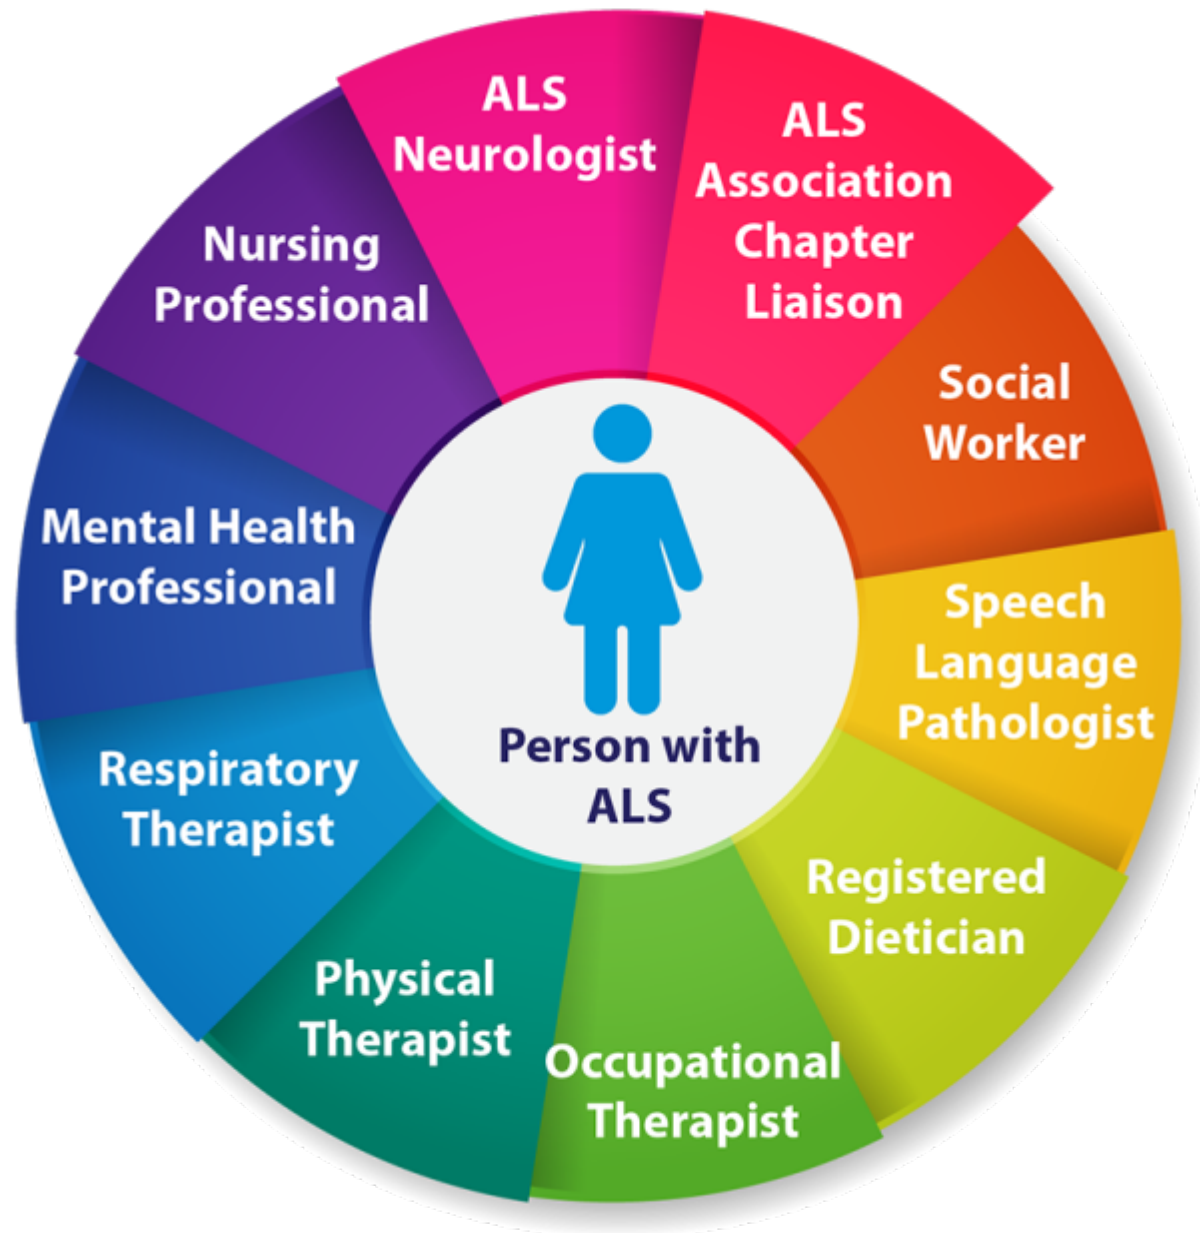 ALS
Neurologist
ALS
Association
Chapter
Liaison
Social
Worker
Speech
Language
Pathologist
Registered
Dietician
Occupational
Therapist
Physical
Therapist
Respiratory
Therapist
Mental Health
Professional
Nursing
Professional
Person with
ALS